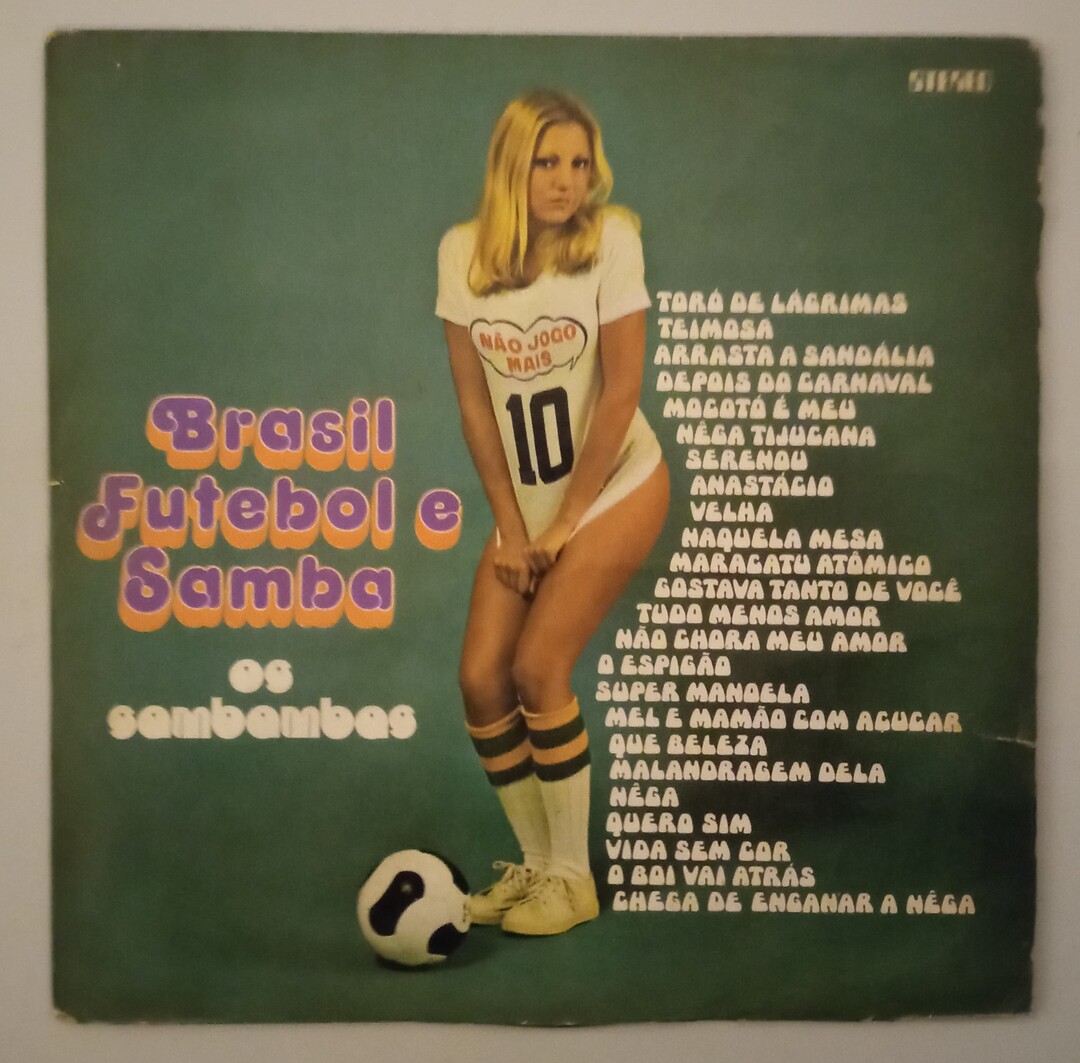 STEREO
Brasil
Futebol e
Samba
os
sambambas
NÃO JOGO
MAIS
10
TORÓ DE LÁGRIMAS
TEIMOSA
ARRASTA A SANDÁLIA
DEPOIS DO CARNAVAL
MOCOTÓ É MEU
NÊGA TIJUCANA
SERENOU
ANASTÁCIO
VELHA
NAQUELA MESA
MARACATU ATÔMICO
GOSTAVA TANTO DE VOCÊ
TUDO MENOS AMOR
NÃO CHORA MEU AMOR
O ESPIGÃO
SUPER MANOELA
MEL E MAMÃO COM AÇUCAR
QUE BELEZA
MALANDRAGEM DELA
NÊGA
QUERO SIM
VIDA SEM COR
O BOI VAI ATRÁS
CHEGA DE ENGANAR A NÊGA